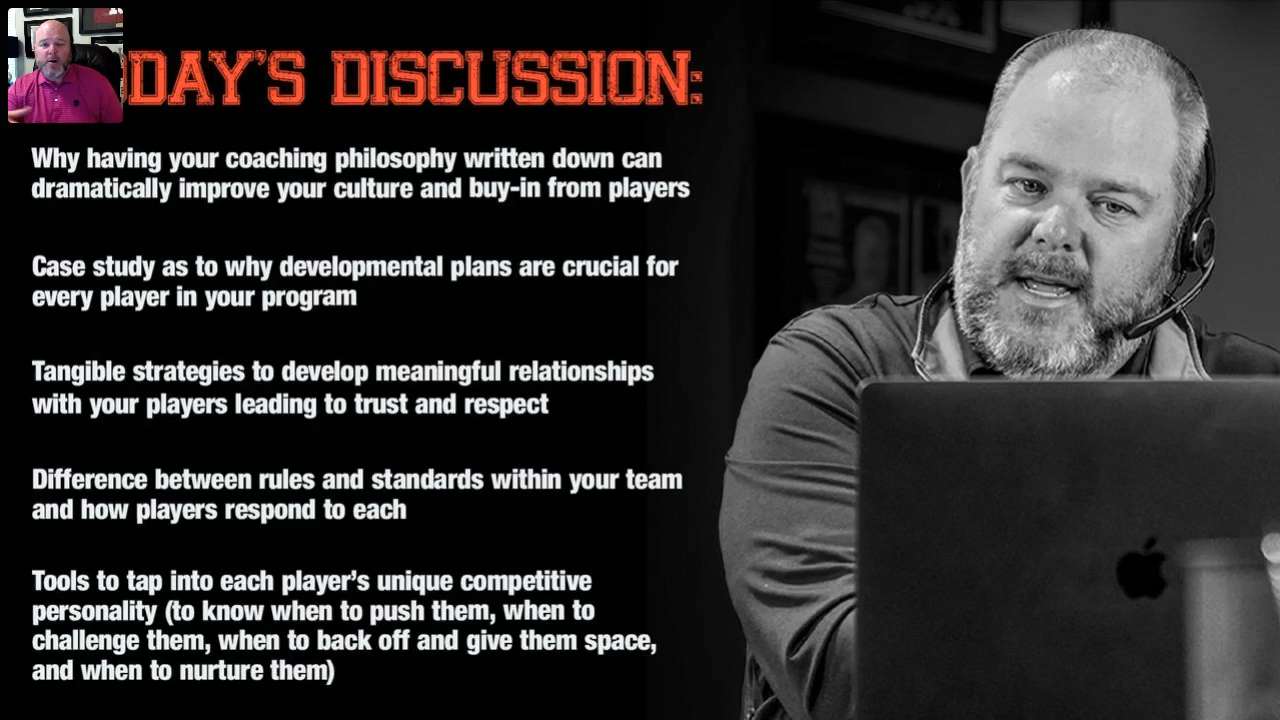 DAY'S DISCUSSION:
Why having your coaching philosophy written down can
dramatically improve your culture and buy-in from players
Case study as to why developmental plans are crucial for
every player in your program
Tangible strategies to develop meaningful relationships
with your players leading to trust and respect
Difference between rules and standards within your team
and how players respond to each
Tools to tap into each player's unique competitive
personality (to know when to push them, when to
challenge them, when to back off and give them space,
and when to nurture them)